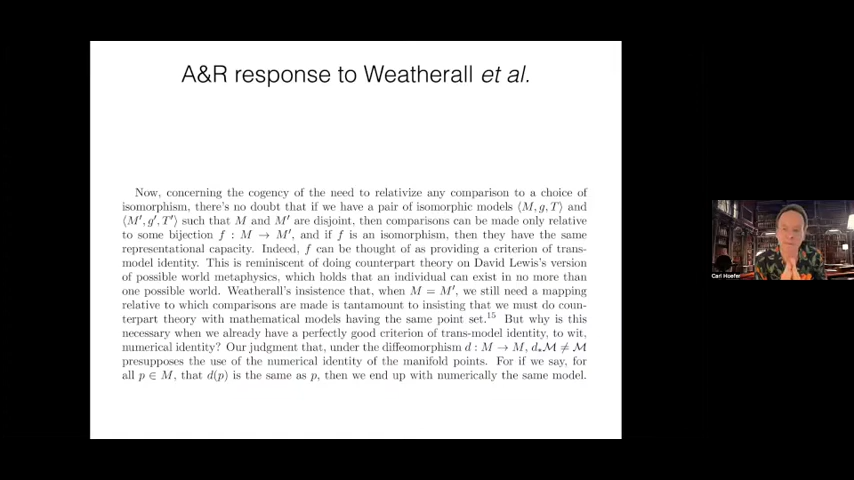 A&R response to Weatherall et al.
Now, concerning the cogency of the need to relativize any comparison to a choice of
isomorphism, there's no doubt that if we have a pair of isomorphic models ⟨M, g, T⟩ and
⟨M′, g′, T′⟩ such that M and M′ are disjoint, then comparisons can be made only relative
to some bijection f : M → M′, and if f is an isomorphism, then they have the same
representational capacity. Indeed, f can be thought of as providing a criterion of trans-
model identity. This is reminiscent of doing counterpart theory on David Lewis's version
of possible world metaphysics, which holds that an individual can exist in no more than
one possible world. Weatherall's insistence that, when M = M′, we still need a mapping
relative to which comparisons are made is tantamount to insisting that we must do coun-
terpart theory with mathematical models having the same point set.¹⁵ But why is this
necessary when we already have a perfectly good criterion of trans-model identity, to wit,
numerical identity? Our judgment that, under the diffeomorphism d : M → M, d∗ℳ ≠ ℳ
presupposes the use of the numerical identity of the manifold points. For if we say, for
all p ∈ M, that d(p) is the same as p, then we end up with numerically the same model.
Carl Hoefer